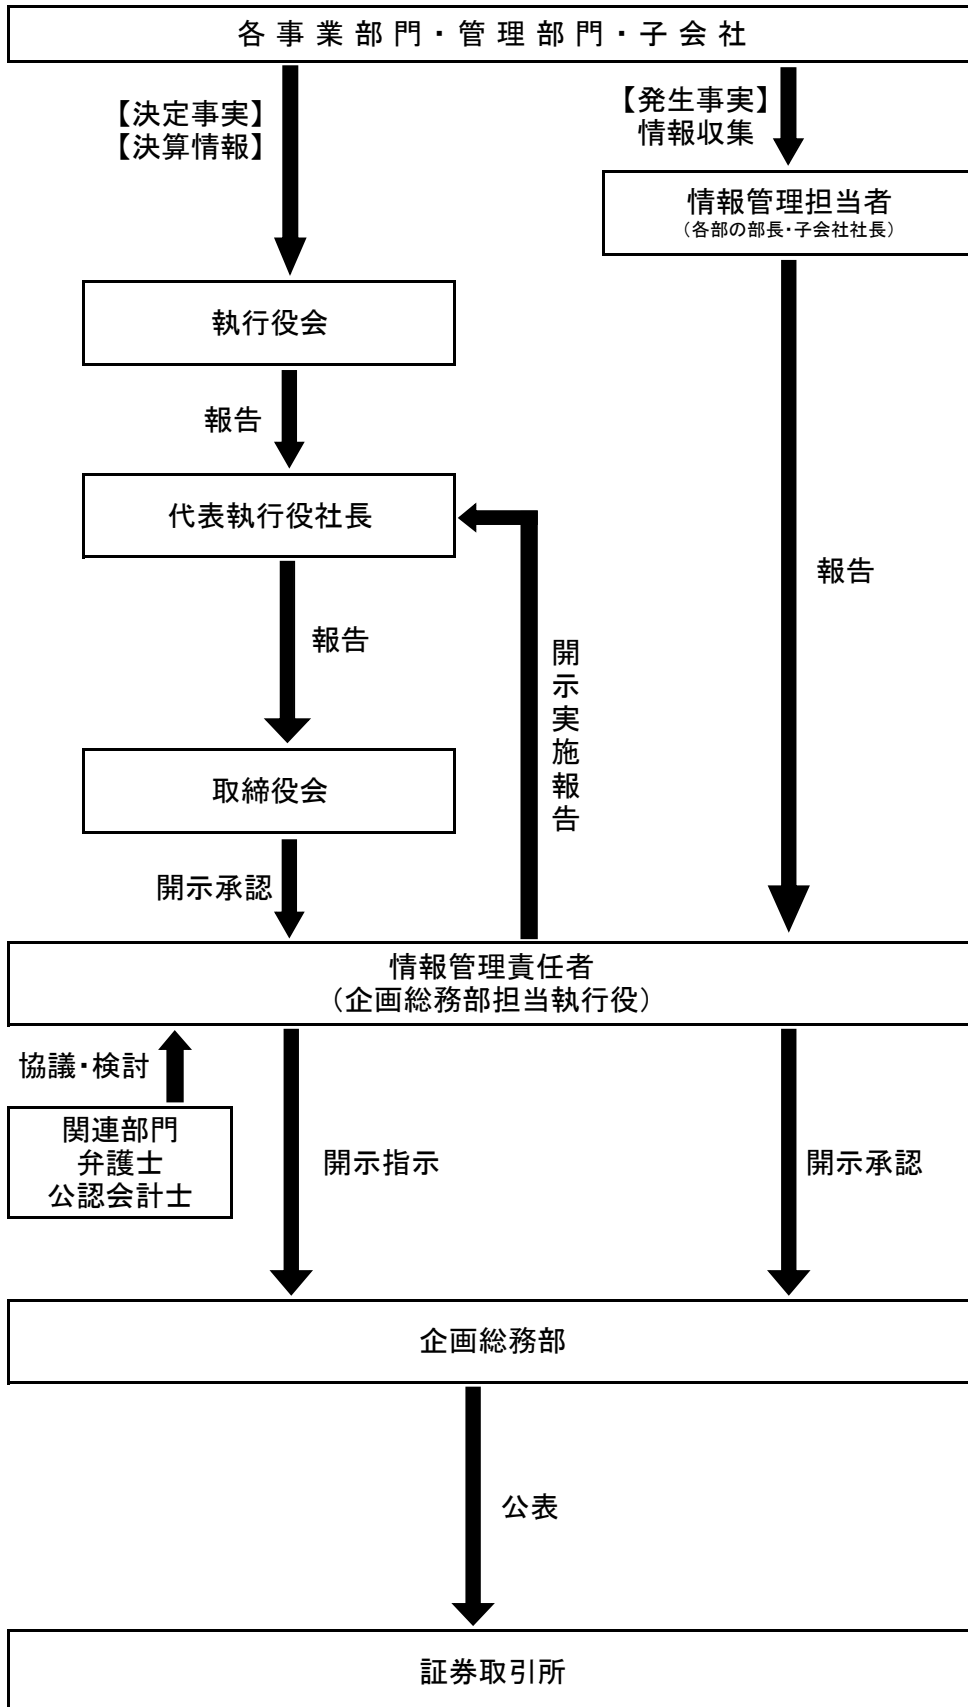 各事業部門・管理部門・子会社
【決定事実】
【決算情報】
【発生事実】
情報収集
情報管理担当者
（各部の部長・子会社社長）
執行役会
報告
代表執行役社長
報告
報告
開示実施報告
取締役会
開示承認
情報管理責任者
（企画総務部担当執行役）
協議・検討
関連部門
弁護士
公認会計士
開示指示
開示承認
企画総務部
公表
証券取引所